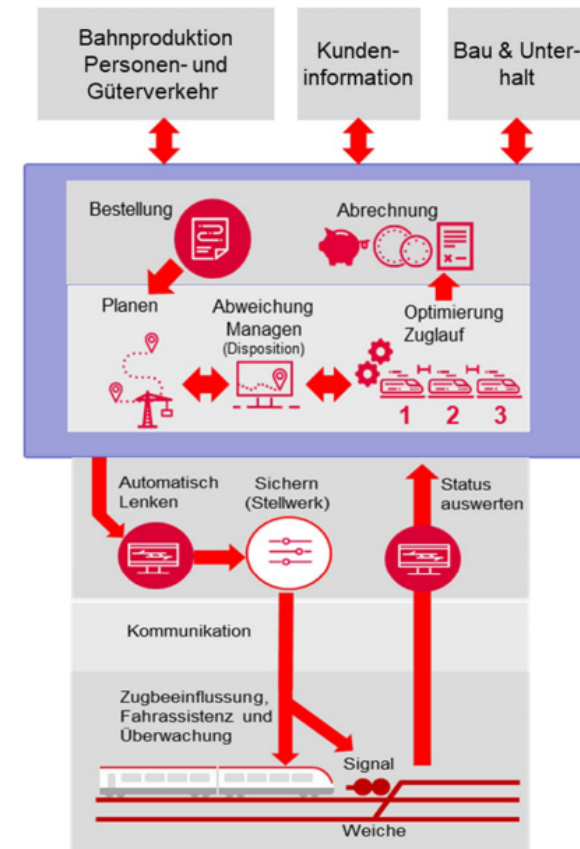 Bahnproduktion
Personen- und
Güterverkehr
Kunden-
information
Bau & Unter-
halt
Bestellung
Abrechnung
Planen
Abweichung
Managen
(Disposition)
Optimierung
Zuglauf
1 2 3
Automatisch
Lenken
Sichern
(Stellwerk)
Status
auswerten
Kommunikation
Zugbeeinflussung,
Fahrassistenz und
Überwachung
Signal
Weiche